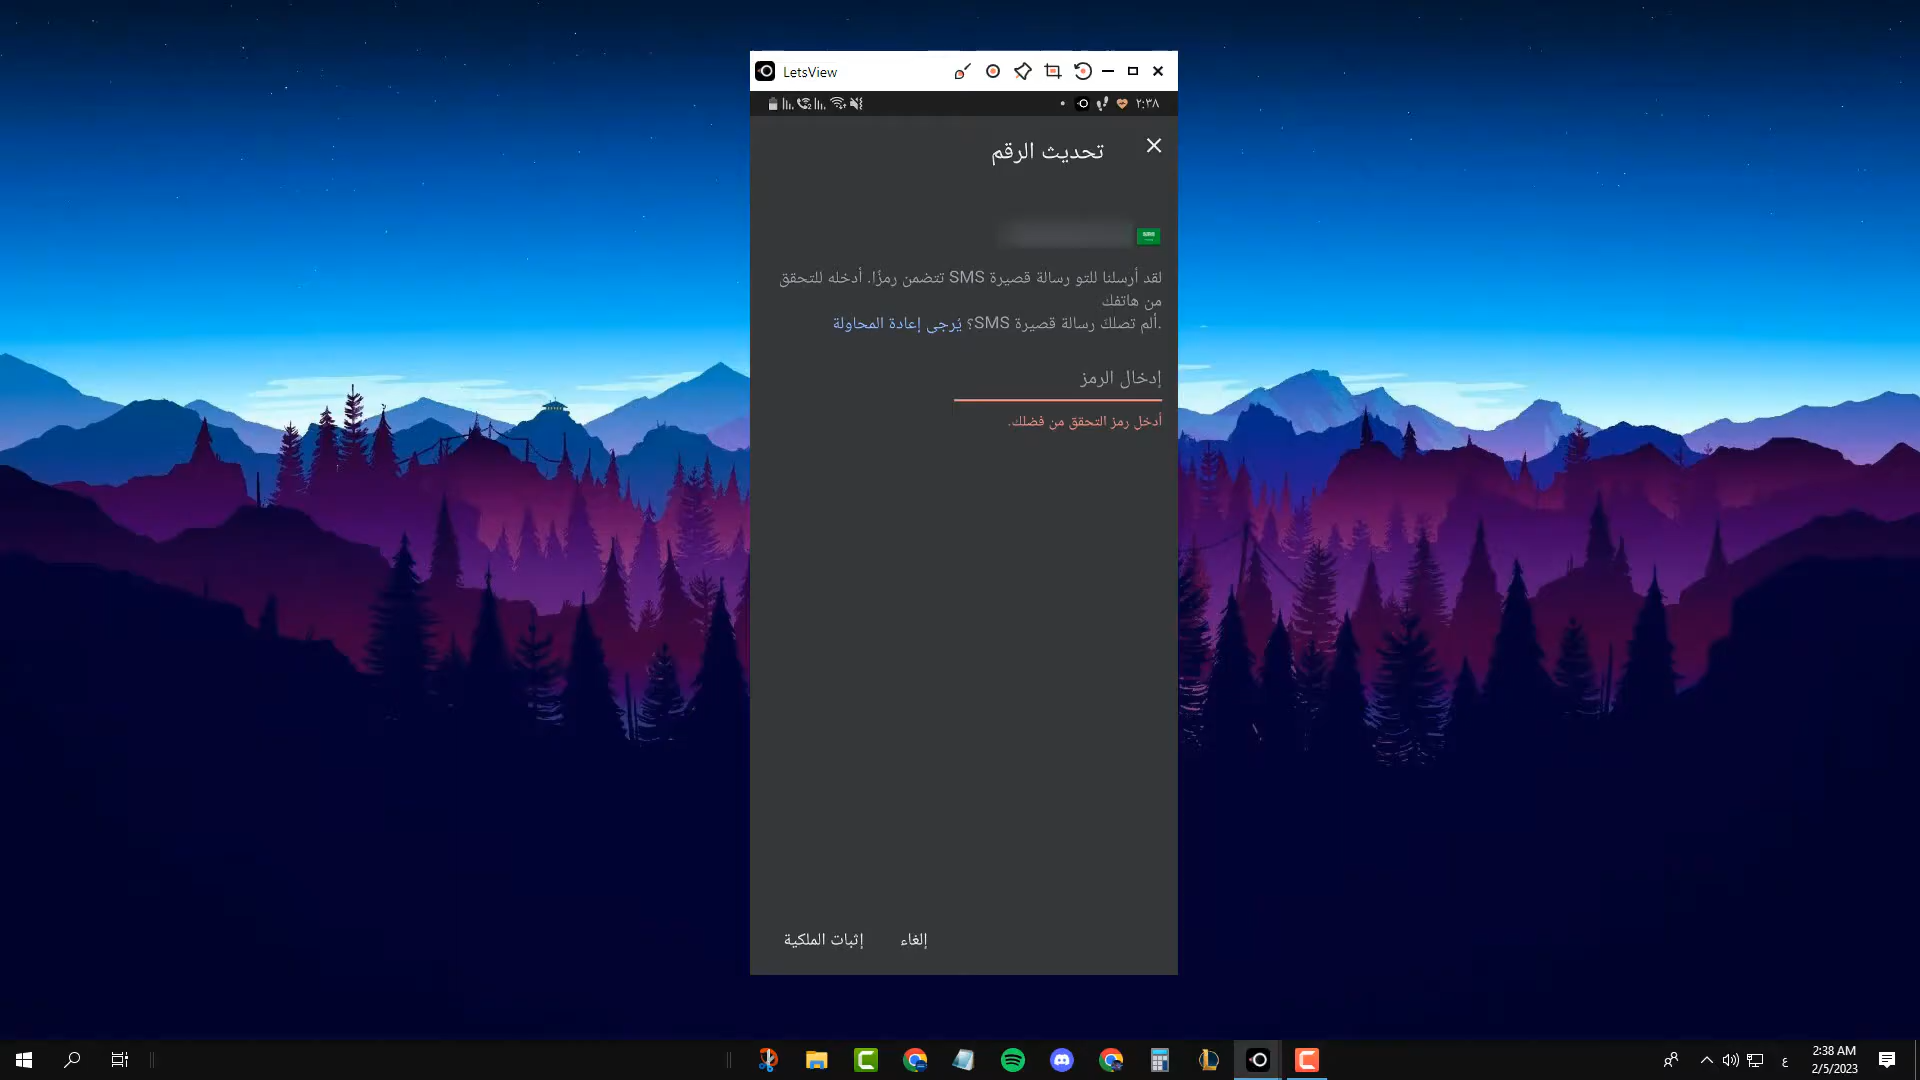 LetsView
٢:٣٨
تحديث الرقم
لقد أرسلنا للتو رسالة قصيرة SMS تتضمن رمزًا. أدخله للتحقق
من هاتفك
.ألم تصلك رسالة قصيرة SMS؟ يُرجى إعادة المحاولة
إدخال الرمز
أدخل رمز التحقق من فضلك.
إلغاء
إثبات الملكية
ع
2:38 AM
2/5/2023